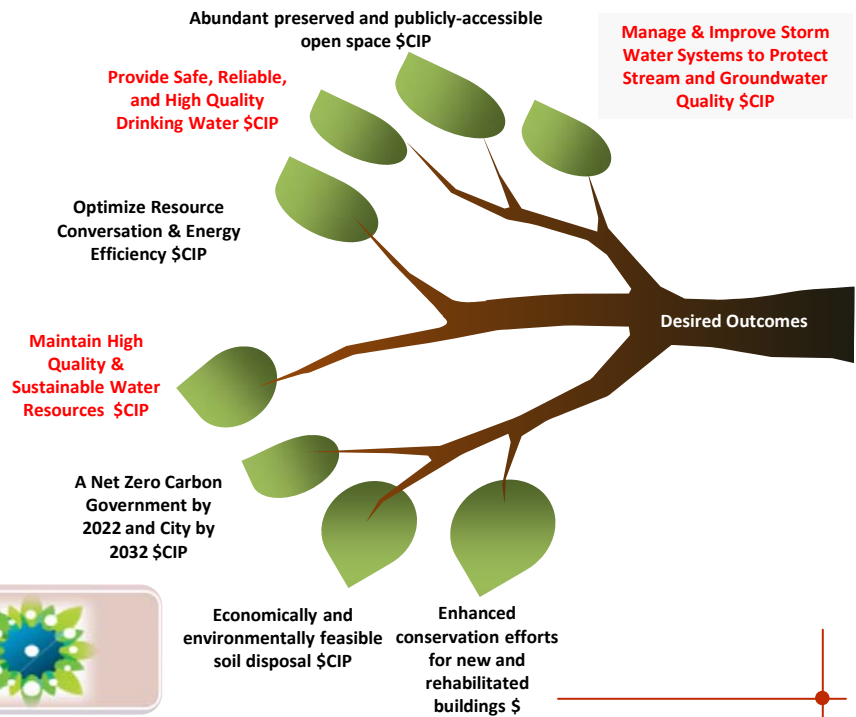 Abundant preserved and publicly-accessible
open space $CIP
Manage & Improve Storm
Water Systems to Protect
Stream and Groundwater
Quality $CIP
Provide Safe, Reliable,
and High Quality
Drinking Water $CIP
Optimize Resource
Conversation & Energy
Efficiency $CIP
Desired Outcomes
Maintain High
Quality &
Sustainable Water
Resources $CIP
A Net Zero Carbon
Government by
2022 and City by
2032 $CIP
Economically and
environmentally feasible
soil disposal $CIP
Enhanced
conservation efforts
for new and
rehabilitated
buildings $